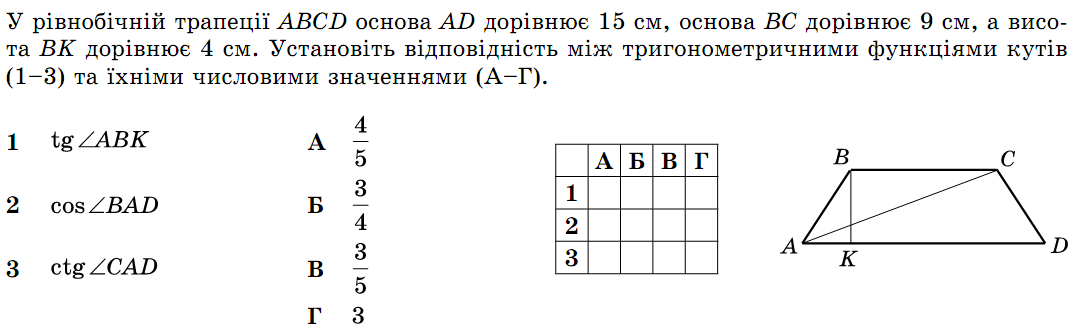 У рівнобічній трапеції ABCD основа AD дорівнює 15 см, основа BC дорівнює 9 см, а висо-
та BK дорівнює 4 см. Установіть відповідність між тригонометричними функціями кутів
(1–3) та їхніми числовими значеннями (А–Г).
1 tg∠ABK
2 cos∠BAD
3 ctg∠CAD
А 4/5
Б 3/4
В 3/5
Г 3
А Б В Г
1
2
3
B C
A K D